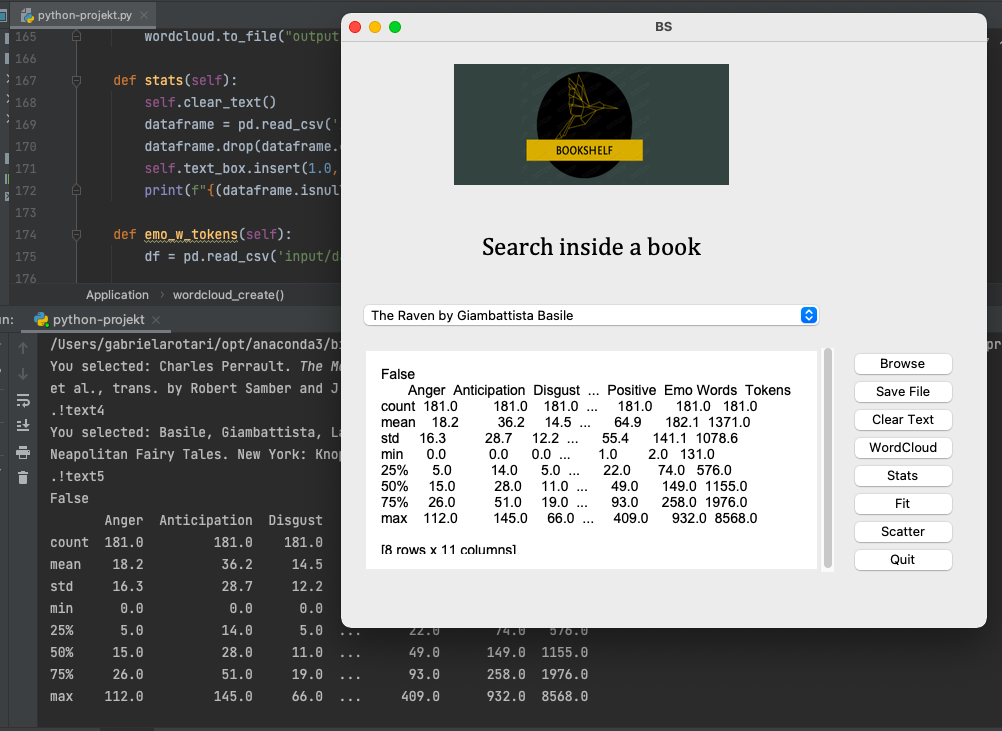 python-projekt.py
165 wordcloud.to_file("output
166
167 def stats(self):
168 self.clear_text()
169 dataframe = pd.read_csv('
170 dataframe.drop(dataframe.
171 self.text_box.insert(1.0,
172 print(f"{(dataframe.isnull
173
174 def emo_w_tokens(self):
175 df = pd.read_csv('input/d
176
Application › wordcloud_create()
un: python-projekt
/Users/gabrielarotari/opt/anaconda3/bi
You selected: Charles Perrault. The M
et al., trans. by Robert Samber and J
.!text4
You selected: Basile, Giambattista, La
Neapolitan Fairy Tales. New York: Knop
.!text5
False
Anger Anticipation Disgust
count 181.0 181.0 181.0
mean 18.2 36.2 14.5
std 16.3 28.7 12.2
min 0.0 0.0 0.0
25% 5.0 14.0 5.0 ... 22.0 74.0 576.0
50% 15.0 28.0 11.0 ... 49.0 149.0 1155.0
75% 26.0 51.0 19.0 ... 93.0 258.0 1976.0
max 112.0 145.0 66.0 ... 409.0 932.0 8568.0
pr
BS
BOOKSHELF
Search inside a book
The Raven by Giambattista Basile
False
Anger Anticipation Disgust ... Positive Emo Words Tokens
count 181.0 181.0 181.0 ... 181.0 181.0 181.0
mean 18.2 36.2 14.5 ... 64.9 182.1 1371.0
std 16.3 28.7 12.2 ... 55.4 141.1 1078.6
min 0.0 0.0 0.0 ... 1.0 2.0 131.0
25% 5.0 14.0 5.0 ... 22.0 74.0 576.0
50% 15.0 28.0 11.0 ... 49.0 149.0 1155.0
75% 26.0 51.0 19.0 ... 93.0 258.0 1976.0
max 112.0 145.0 66.0 ... 409.0 932.0 8568.0
[8 rows x 11 columns]
Browse
Save File
Clear Text
WordCloud
Stats
Fit
Scatter
Quit